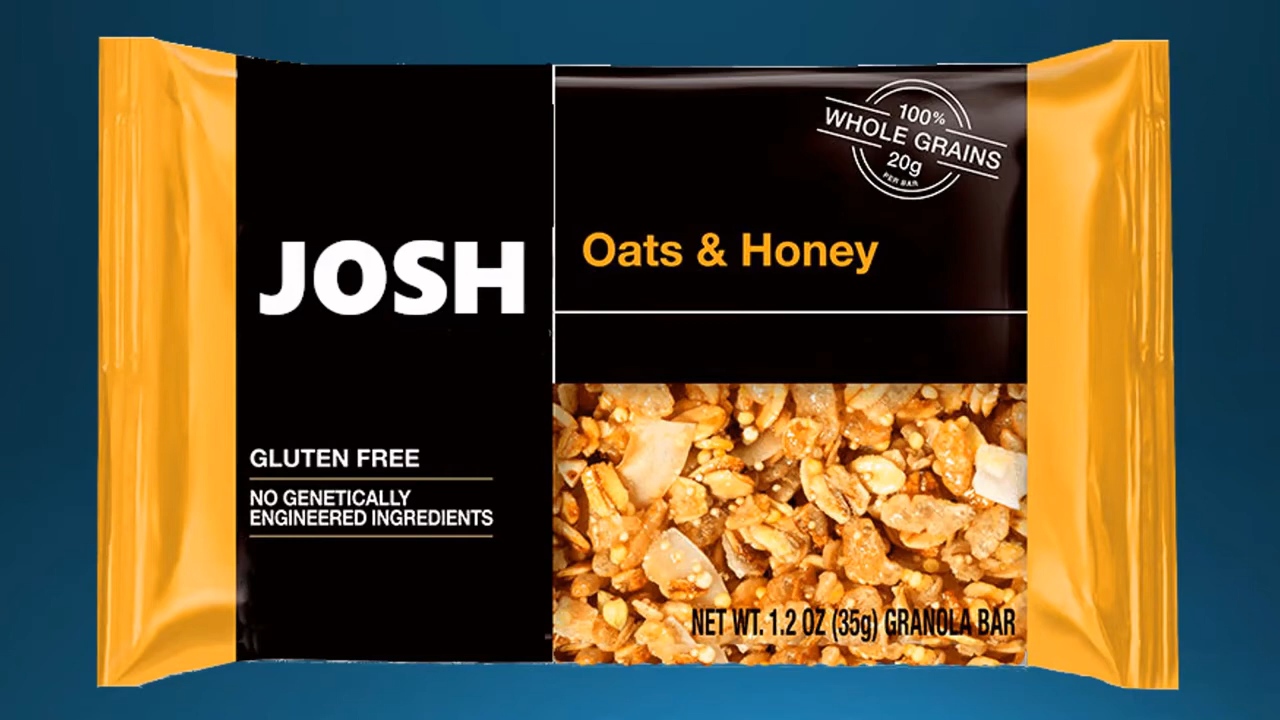 JOSH
GLUTEN FREE
NO GENETICALLY
ENGINEERED INGREDIENTS
100%
WHOLE GRAINS
20g
PER BAR
Oats & Honey
NET WT. 1.2 OZ (35g) GRANOLA BAR